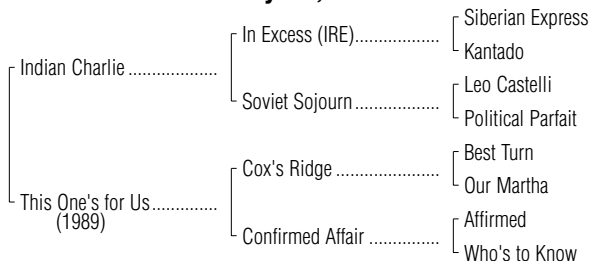 Siberian Express
In Excess (IRE)..................
Kantado
Indian Charlie ....................
Leo Castelli
Soviet Sojourn...................
Political Parfait
Best Turn
Cox's Ridge .......................
Our Martha
This One's for Us...............
(1989)
Affirmed
Confirmed Affair ................
Who's to Know